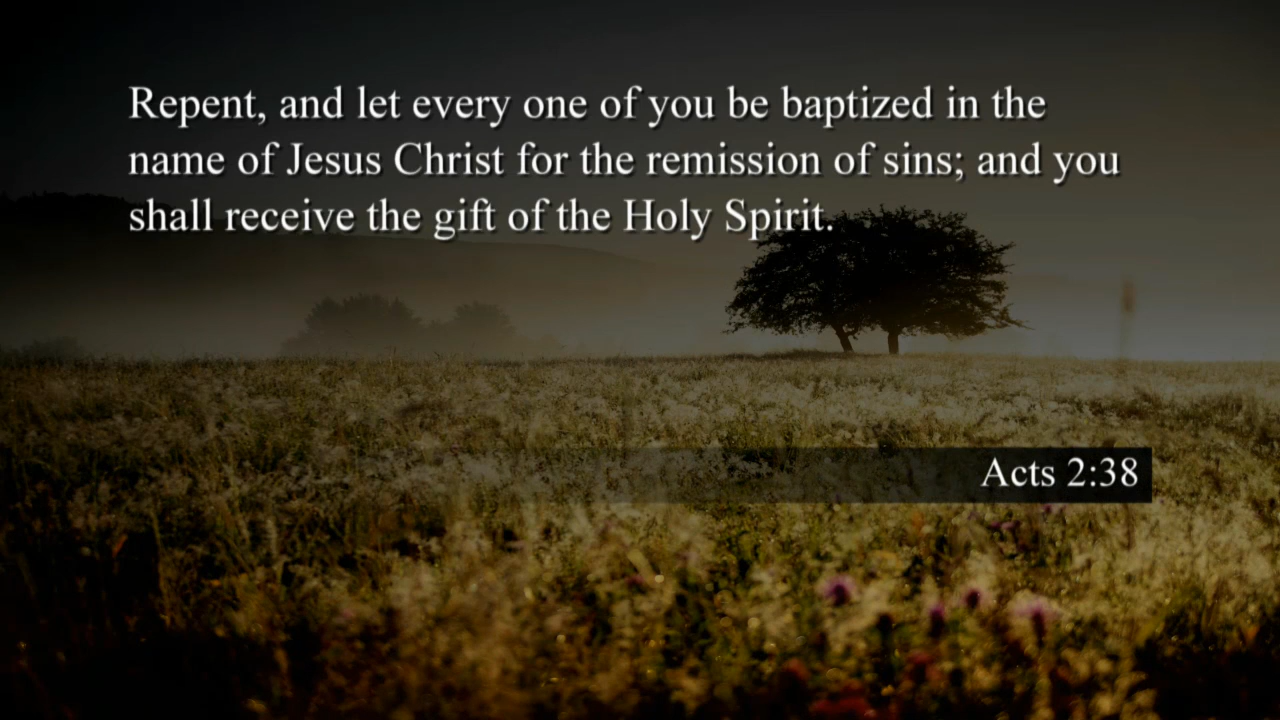 Repent, and let every one of you be baptized in the
name of Jesus Christ for the remission of sins; and you
shall receive the gift of the Holy Spirit.
Acts 2:38